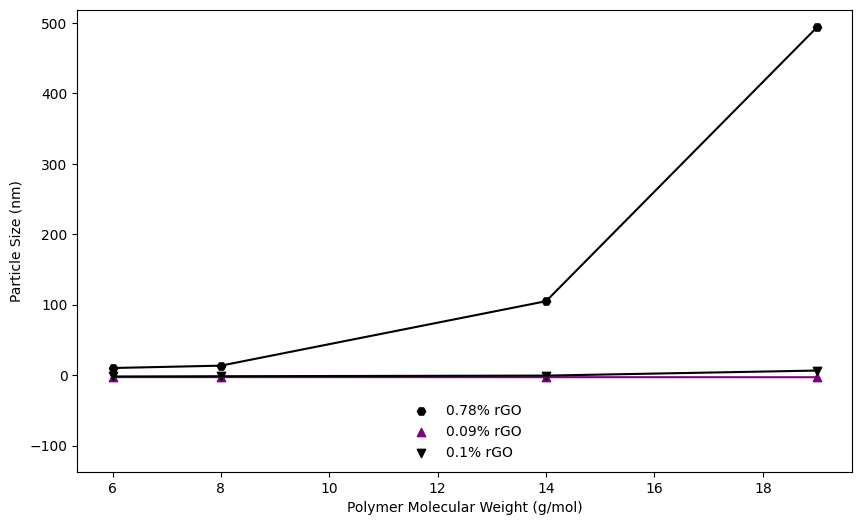 500
400
300
200
100
0
−100
Particle Size (nm)
0.78% rGO
0.09% rGO
0.1% rGO
6 8 10 12 14 16 18
Polymer Molecular Weight (g/mol)